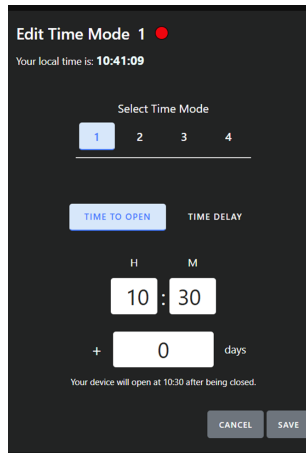 Edit Time Mode 1
Your local time is: 10:41:09
Select Time Mode
1 2 3 4
TIME TO OPEN TIME DELAY
H M
10 : 30
+ 0 days
Your device will open at 10:30 after being closed.
CANCEL SAVE